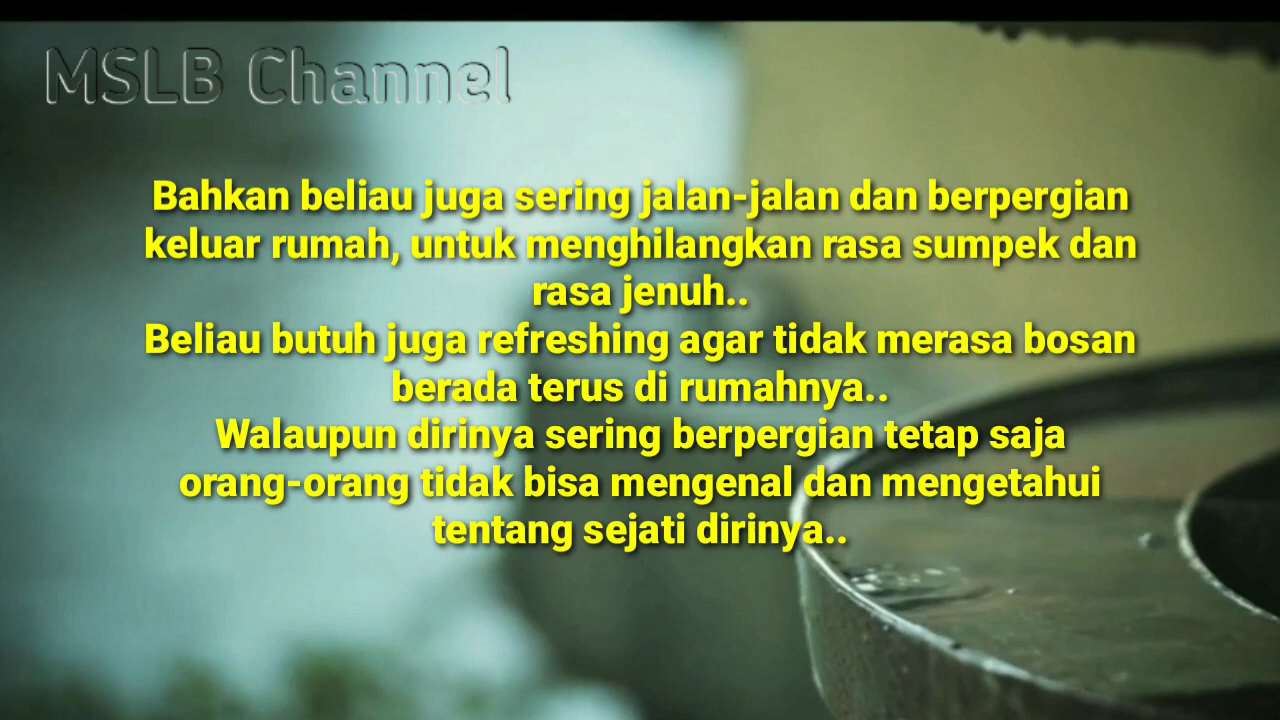 MSLB Channel
Bahkan beliau juga sering jalan-jalan dan berpergian
keluar rumah, untuk menghilangkan rasa sumpek dan
rasa jenuh..
Beliau butuh juga refreshing agar tidak merasa bosan
berada terus di rumahnya..
Walaupun dirinya sering berpergian tetap saja
orang-orang tidak bisa mengenal dan mengetahui
tentang sejati dirinya..